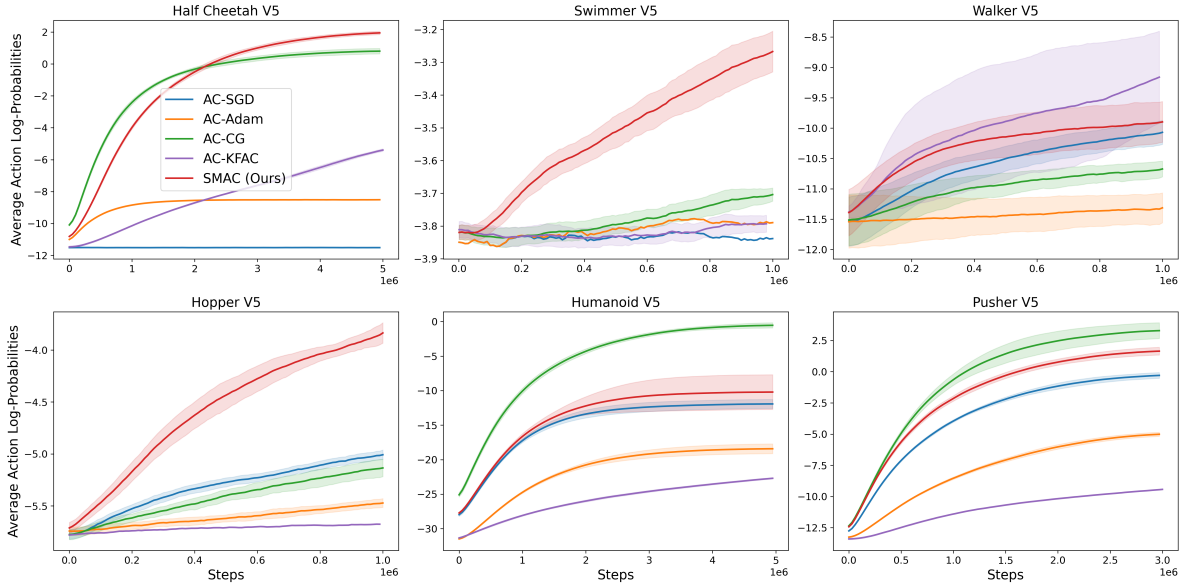 Half Cheetah V5
Swimmer V5
Walker V5
Average Action Log-Probabilities
2
0
−2
−4
−6
−8
−10
−12
AC-SGD
AC-Adam
AC-CG
AC-KFAC
SMAC (Ours)
0 1 2 3 4 5
1e6
−3.2
−3.3
−3.4
−3.5
−3.6
−3.7
−3.8
−3.9
0.0 0.2 0.4 0.6 0.8 1.0
1e6
−8.5
−9.0
−9.5
−10.0
−10.5
−11.0
−11.5
−12.0
0.0 0.2 0.4 0.6 0.8 1.0
1e6
Hopper V5
Humanoid V5
Pusher V5
Average Action Log-Probabilities
−4.0
−4.5
−5.0
−5.5
0.0 0.2 0.4 0.6 0.8 1.0
1e6
Steps
0
−5
−10
−15
−20
−25
−30
0 1 2 3 4 5
1e6
Steps
2.5
0.0
−2.5
−5.0
−7.5
−10.0
−12.5
0.0 0.5 1.0 1.5 2.0 2.5 3.0
1e6
Steps